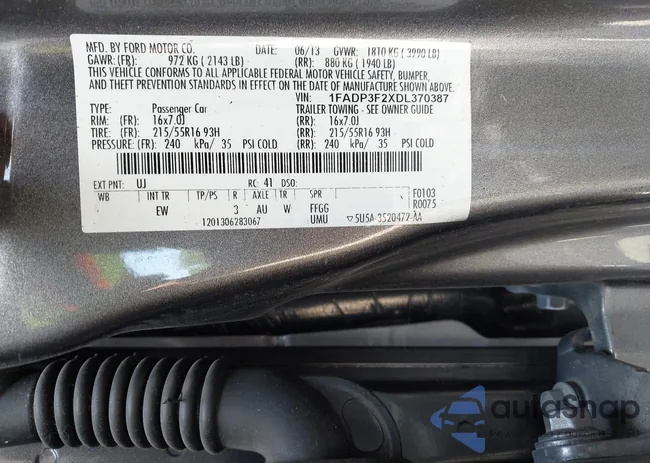 MFD. BY FORD MOTOR CO. DATE: 06/13 GVWR: 1810 KG ( 3990 LB)
GAWR: (FR): 972 KG ( 2143 LB) (RR): 880 KG ( 1940 LB)
THIS VEHICLE CONFORMS TO ALL APPLICABLE FEDERAL MOTOR VEHICLE SAFETY, BUMPER,
AND THEFT PREVENTION STANDARDS IN EFFECT ON THE DATE OF MANUFACTURE SHOWN ABOVE.
VIN: 1FADP3F2XDL370387
TYPE: Passenger Car TRAILER TOWING - SEE OWNER GUIDE
RIM: (FR): 16x7.0J (RR): 16x7.0J
TIRE: (FR): 215/55R16 93H (RR): 215/55R16 93H
PRESSURE: (FR): 240 kPa/ 35 PSI COLD (RR): 240 kPa/ 35 PSI COLD
EXT PNT: UJ RC: 41 DSO:
WB INT TR TP/PS R AXLE TR SPR F0103
EW 3 AU W FFGG R0075
1201306283067 UMU ▽5U5A-3520472-AA
autoSnap